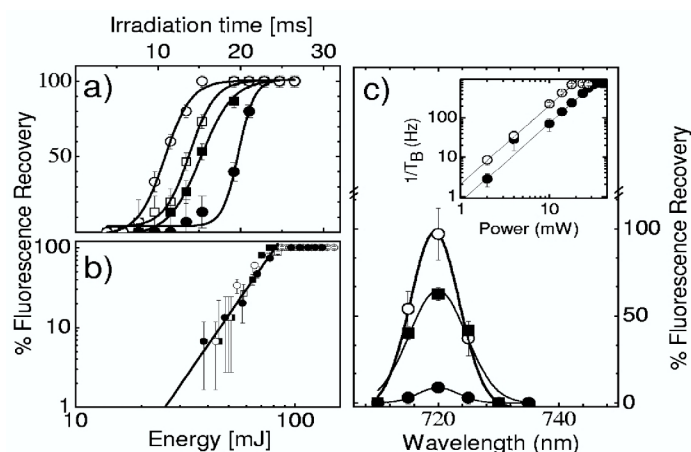 Irradiation time [ms]
10 20 30
a)
100
50
% Fluorescence Recovery
b)
100
10
1
10 100
Energy [mJ]
c)
1/T_B (Hz)
100
10
1 10
Power (mW)
100
50
0
% Fluorescence Recovery
720 740
Wavelength (nm)